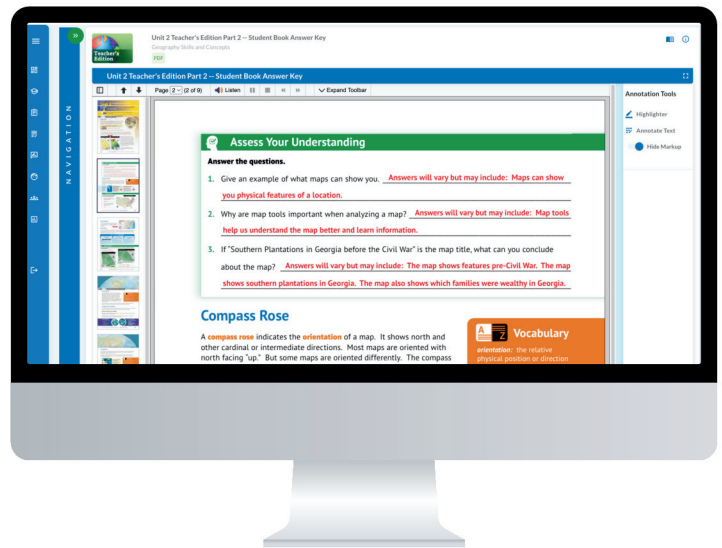 Unit 2 Teacher's Edition Part 2 -- Student Book Answer Key
Geography Skills and Concepts
PDF
Teacher's
Edition
NAVIGATION
Unit 2 Teacher's Edition Part 2 -- Student Book Answer Key
Page 2 (2 of 9) Listen Expand Toolbar
Annotation Tools
Highlighter
Annotate Text
Hide Markup
Assess Your Understanding
Answer the questions.
1. Give an example of what maps can show you. Answers will vary but may include: Maps can show
you physical features of a location.
2. Why are map tools important when analyzing a map? Answers will vary but may include: Map tools
help us understand the map better and learn information.
3. If "Southern Plantations in Georgia before the Civil War" is the map title, what can you conclude
about the map? Answers will vary but may include: The map shows features pre-Civil War. The map
shows southern plantations in Georgia. The map also shows which families were wealthy in Georgia.
Compass Rose
A compass rose indicates the orientation of a map. It shows north and
other cardinal or intermediate directions. Most maps are oriented with
north facing "up." But some maps are oriented differently. The compass
A Z Vocabulary
orientation: the relative
physical position or direction